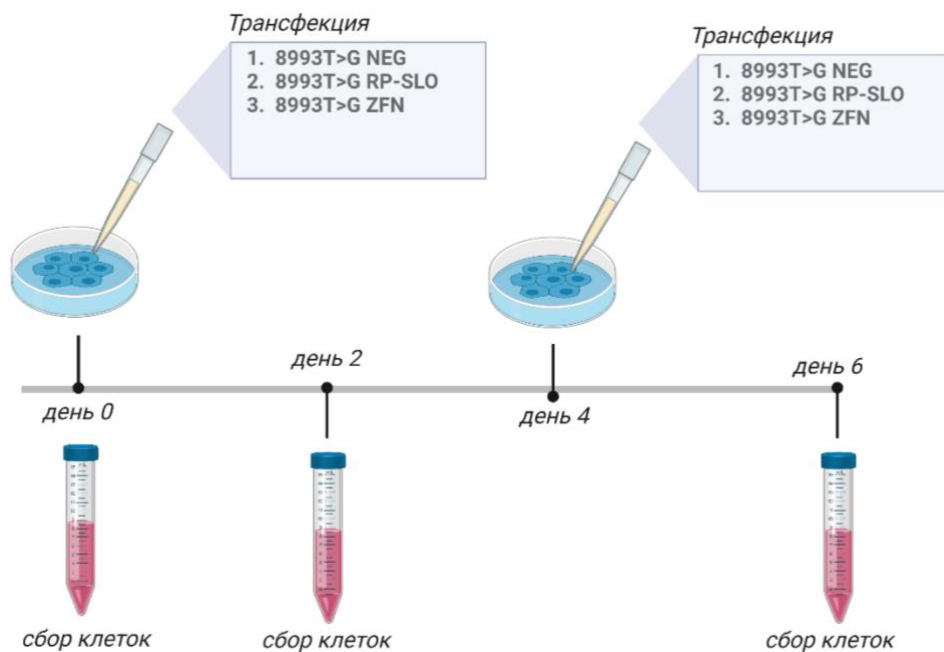 Трансфекция
1. 8993T>G NEG
2. 8993T>G RP-SLO
3. 8993T>G ZFN
Трансфекция
1. 8993T>G NEG
2. 8993T>G RP-SLO
3. 8993T>G ZFN
день 0
день 2
день 4
день 6
сбор клеток
сбор клеток
сбор клеток